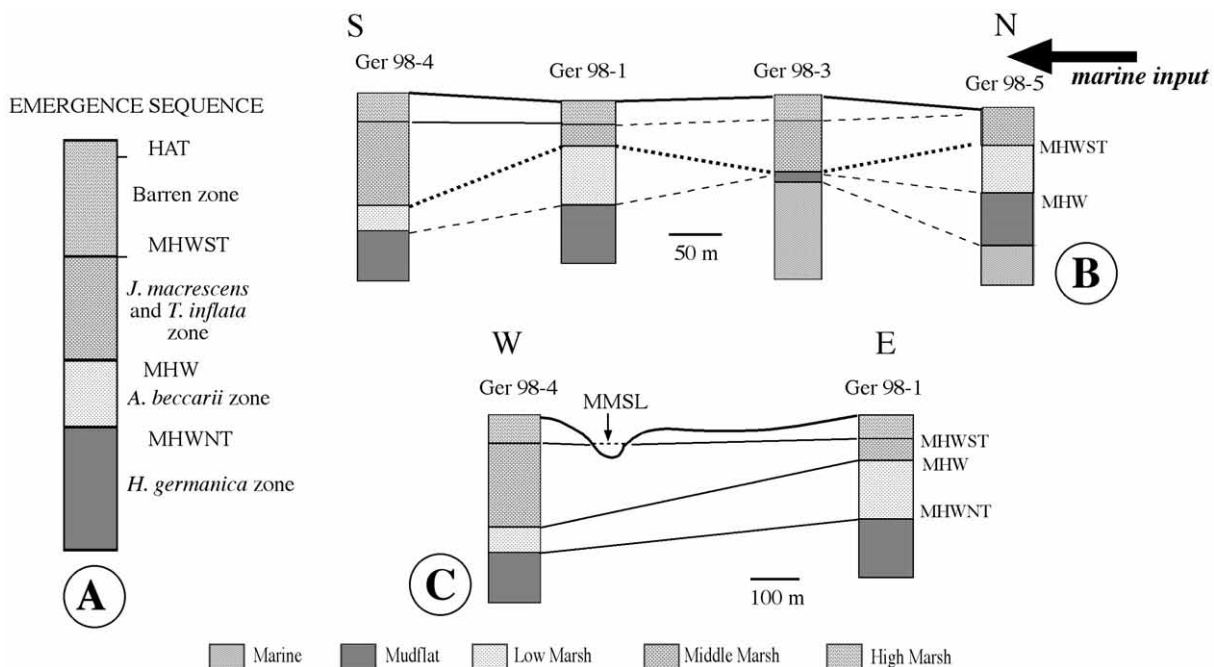 EMERGENCE SEQUENCE
HAT
Barren zone
MHWST
J. macrescens
and T. inflata
zone
MHW
A. beccarii zone
MHWNT
H. germanica zone
A
S
N
Ger 98-4
Ger 98-1
Ger 98-3
Ger 98-5
marine input
MHWST
MHW
50 m
B
W
E
Ger 98-4
Ger 98-1
MMSL
MHWST
MHW
MHWNT
C
100 m
Marine
Mudflat
Low Marsh
Middle Marsh
High Marsh